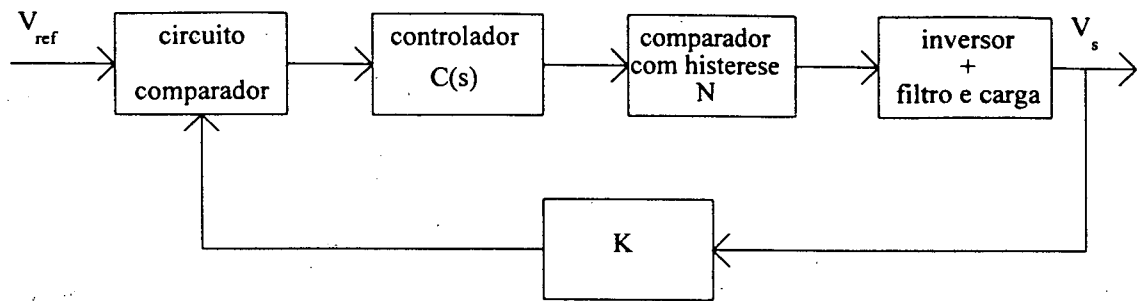 V_ref
circuito
comparador
controlador
C(s)
comparador
com histerese
N
inversor
+
filtro e carga
V_s
K